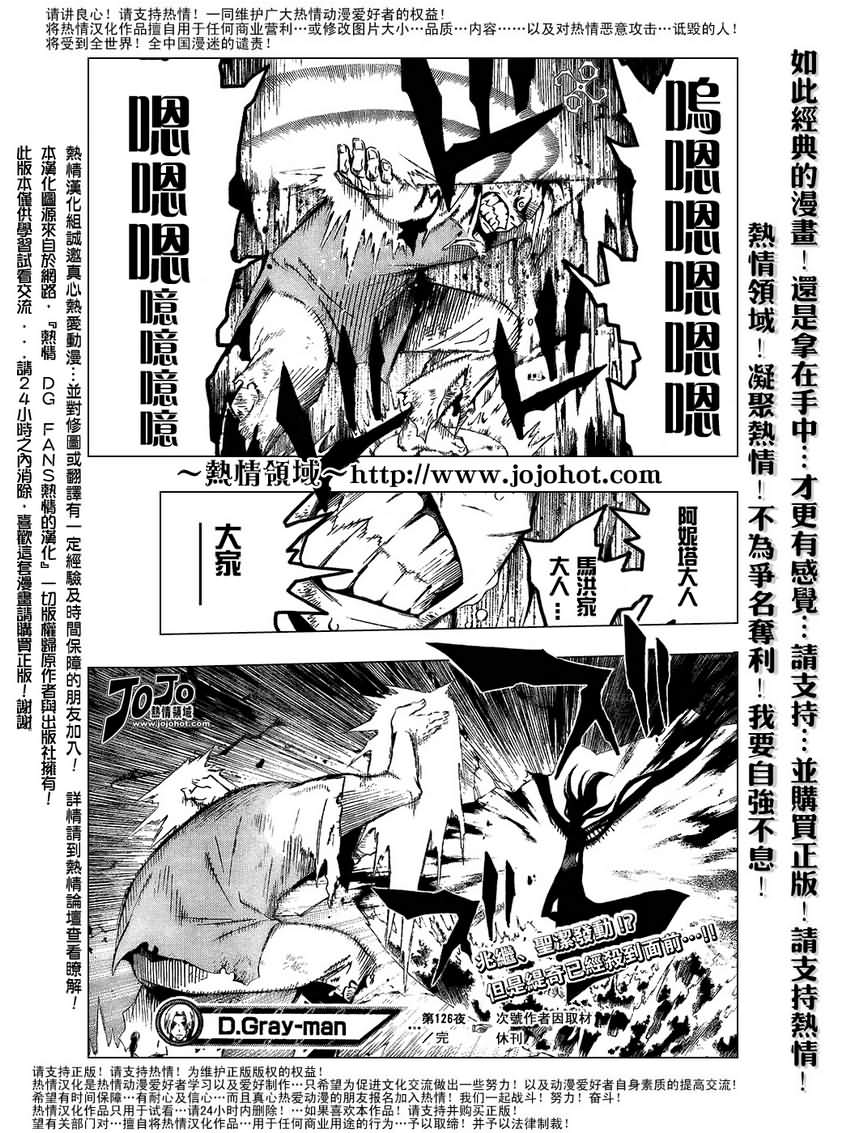 请讲良心！请支持热情！一同维护广大热情动漫爱好者的权益！
将热情汉化作品擅自用于任何商业营利…或修改图片大小…品质…内容……以及对热情恶意攻击…诋毁的人！
将受到全世界！全中国漫迷的谴责！
如此經典的漫畫！還是拿在手中…才更有感覺…請支持…並購買正版！請支持熱情！
熱情領域！凝聚熱情！不為爭名奪利！我要自強不息！
嗚嗯嗯嗯嗯嗯
嗯嗯嗯噫噫噫噫
～熱情領域～http://www.jojohot.com
阿妮塔大人
馬洪家大人…
大家——
JOJO
熱情領域
www.jojohot.com
兆繼、聖潔發動！？
但是緹奇已經殺到面前…！！
D.Gray-man
…第126夜／完
次號作者因取材休刊
熱情漢化組誠邀真心熱愛動漫…並對修圖或翻譯有一定經驗及時間保障的朋友加入！ 詳情請到熱情論壇查看瞭解！
本漢化圖源來自於網路．『熱情 DG FANS熱情的漢化』一切版權歸原作者與出版社擁有！
此版本僅供學習試看交流...請24小時之內消除．喜歡這套漫畫請購買正版！謝謝
请支持正版！请支持热情！为维护正版版权的权益！
热情汉化是热情动漫爱好者学习以及爱好制作…只希望为促进文化交流做出一些努力！以及动漫爱好者自身素质的提高交流！
希望有时间保障…有耐心及信心…而且真心热爱动漫的朋友报名加入热情！我们一起战斗！努力！奋斗！
热情汉化作品只用于试看…请24小时内删除！…如果喜欢本作品！请支持并购买正版！
望有关部门对…擅自将热情汉化作品…用于任何商业用途的行为…予以取缔！并予以法律制裁！